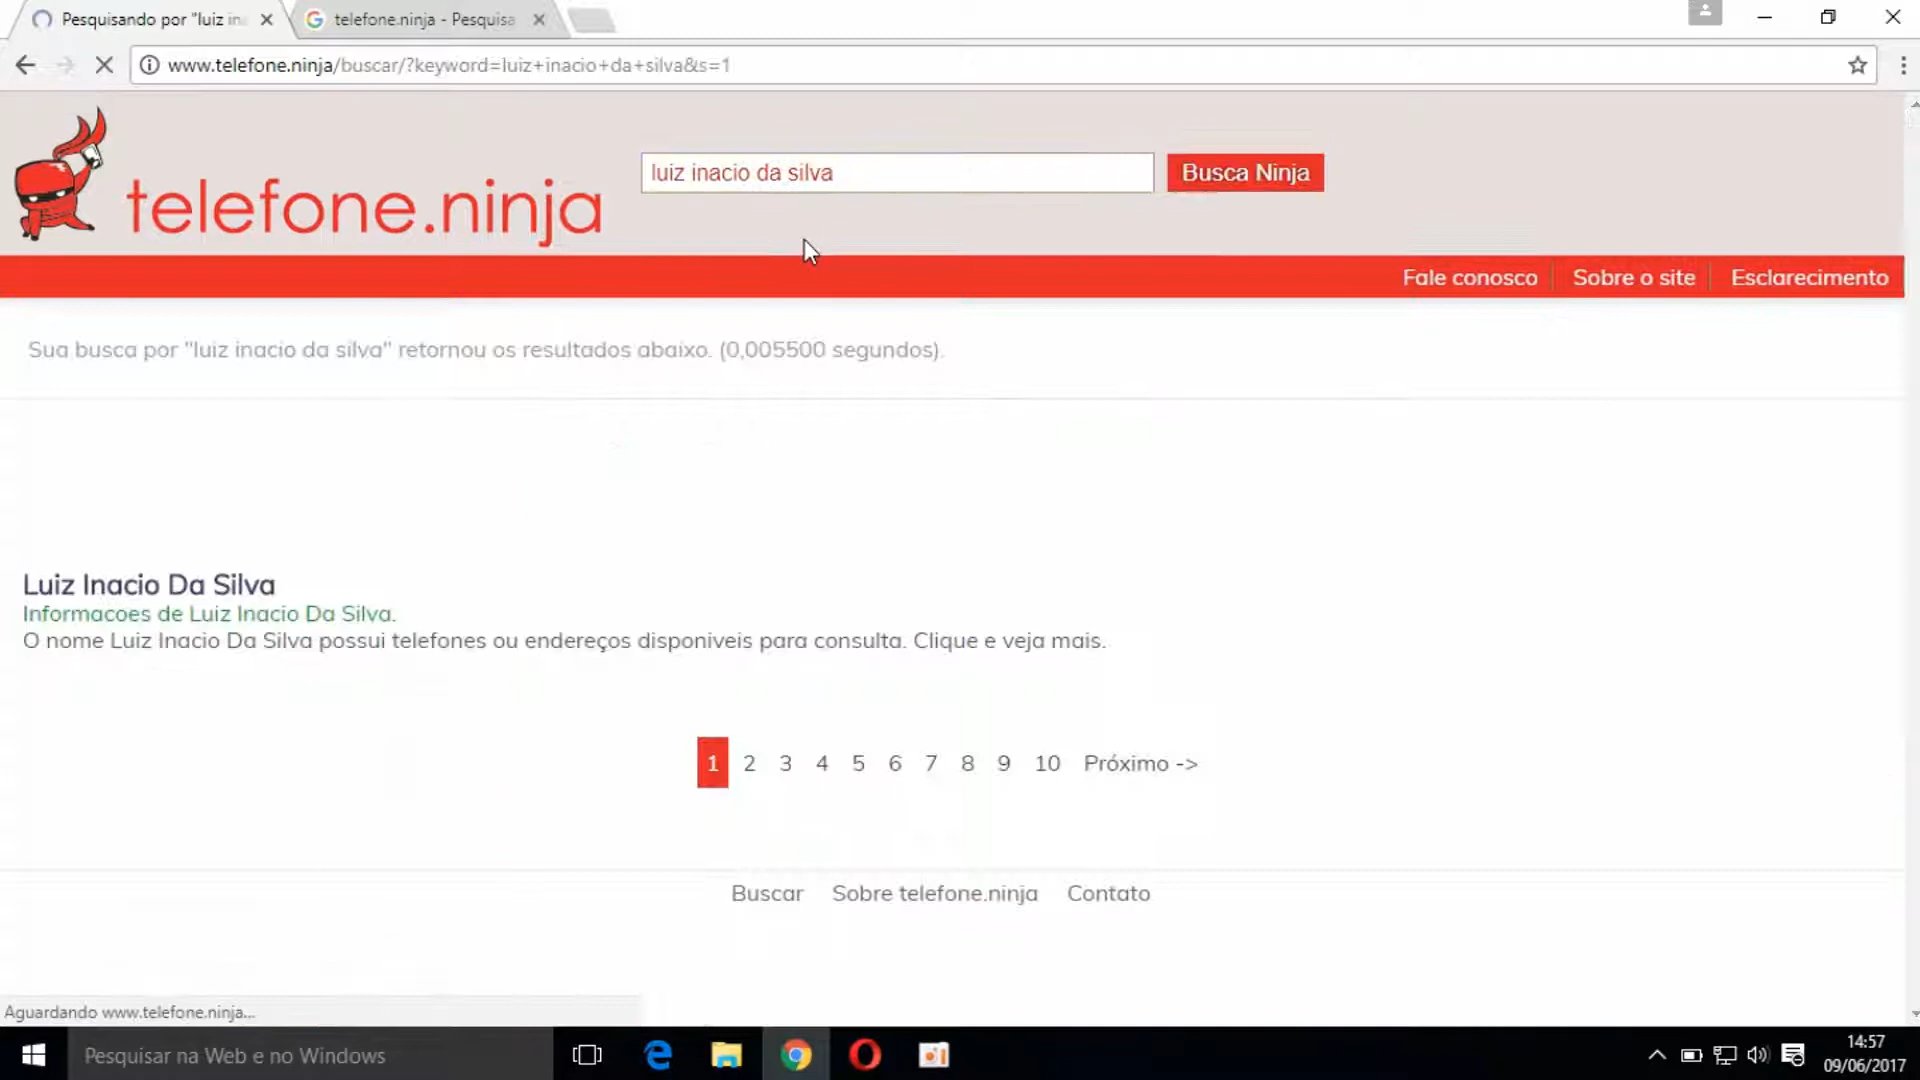 Pesquisando por "luiz in
telefone.ninja - Pesquisa
www.telefone.ninja/buscar/?keyword=luiz+inacio+da+silva&s=1
telefone.ninja
luiz inacio da silva
Busca Ninja
Fale conosco
Sobre o site
Esclarecimento
Sua busca por "luiz inacio da silva" retornou os resultados abaixo. (0,005500 segundos).
Luiz Inacio Da Silva
Informacoes de Luiz Inacio Da Silva.
O nome Luiz Inacio Da Silva possui telefones ou endereços disponiveis para consulta. Clique e veja mais.
1 2 3 4 5 6 7 8 9 10 Próximo ->
Buscar Sobre telefone.ninja Contato
Aguardando www.telefone.ninja...
Pesquisar na Web e no Windows
14:57
09/06/2017